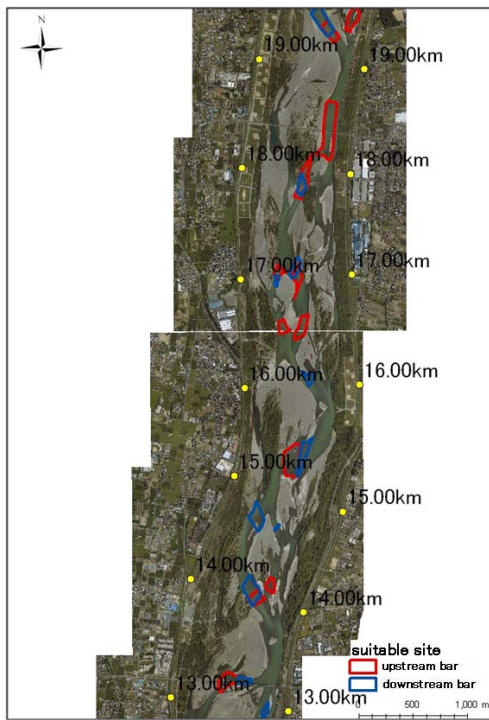 N
19.00km
19.00km
18.00km
18.00km
17.00km
17.00km
16.00km
16.00km
15.00km
15.00km
14.00km
14.00km
13.00km
13.00km
suitable site
upstream bar
downstream bar
0 500 1,000 m